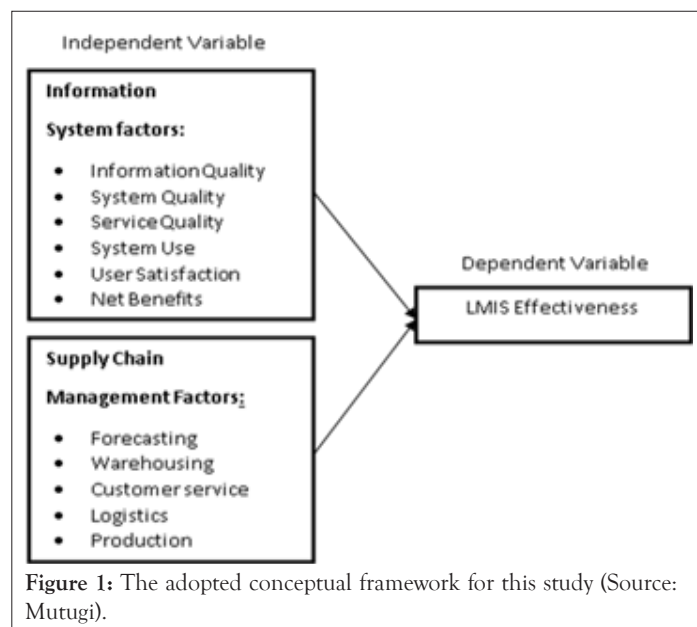 Independent Variable
Information
System factors:
• Information Quality
• System Quality
• Service Quality
• System Use
• User Satisfaction
• Net Benefits
Dependent Variable
LMIS Effectiveness
Supply Chain
Management Factors:
• Forecasting
• Warehousing
• Customer service
• Logistics
• Production
Figure 1: The adopted conceptual framework for this study (Source:
Mutugi).